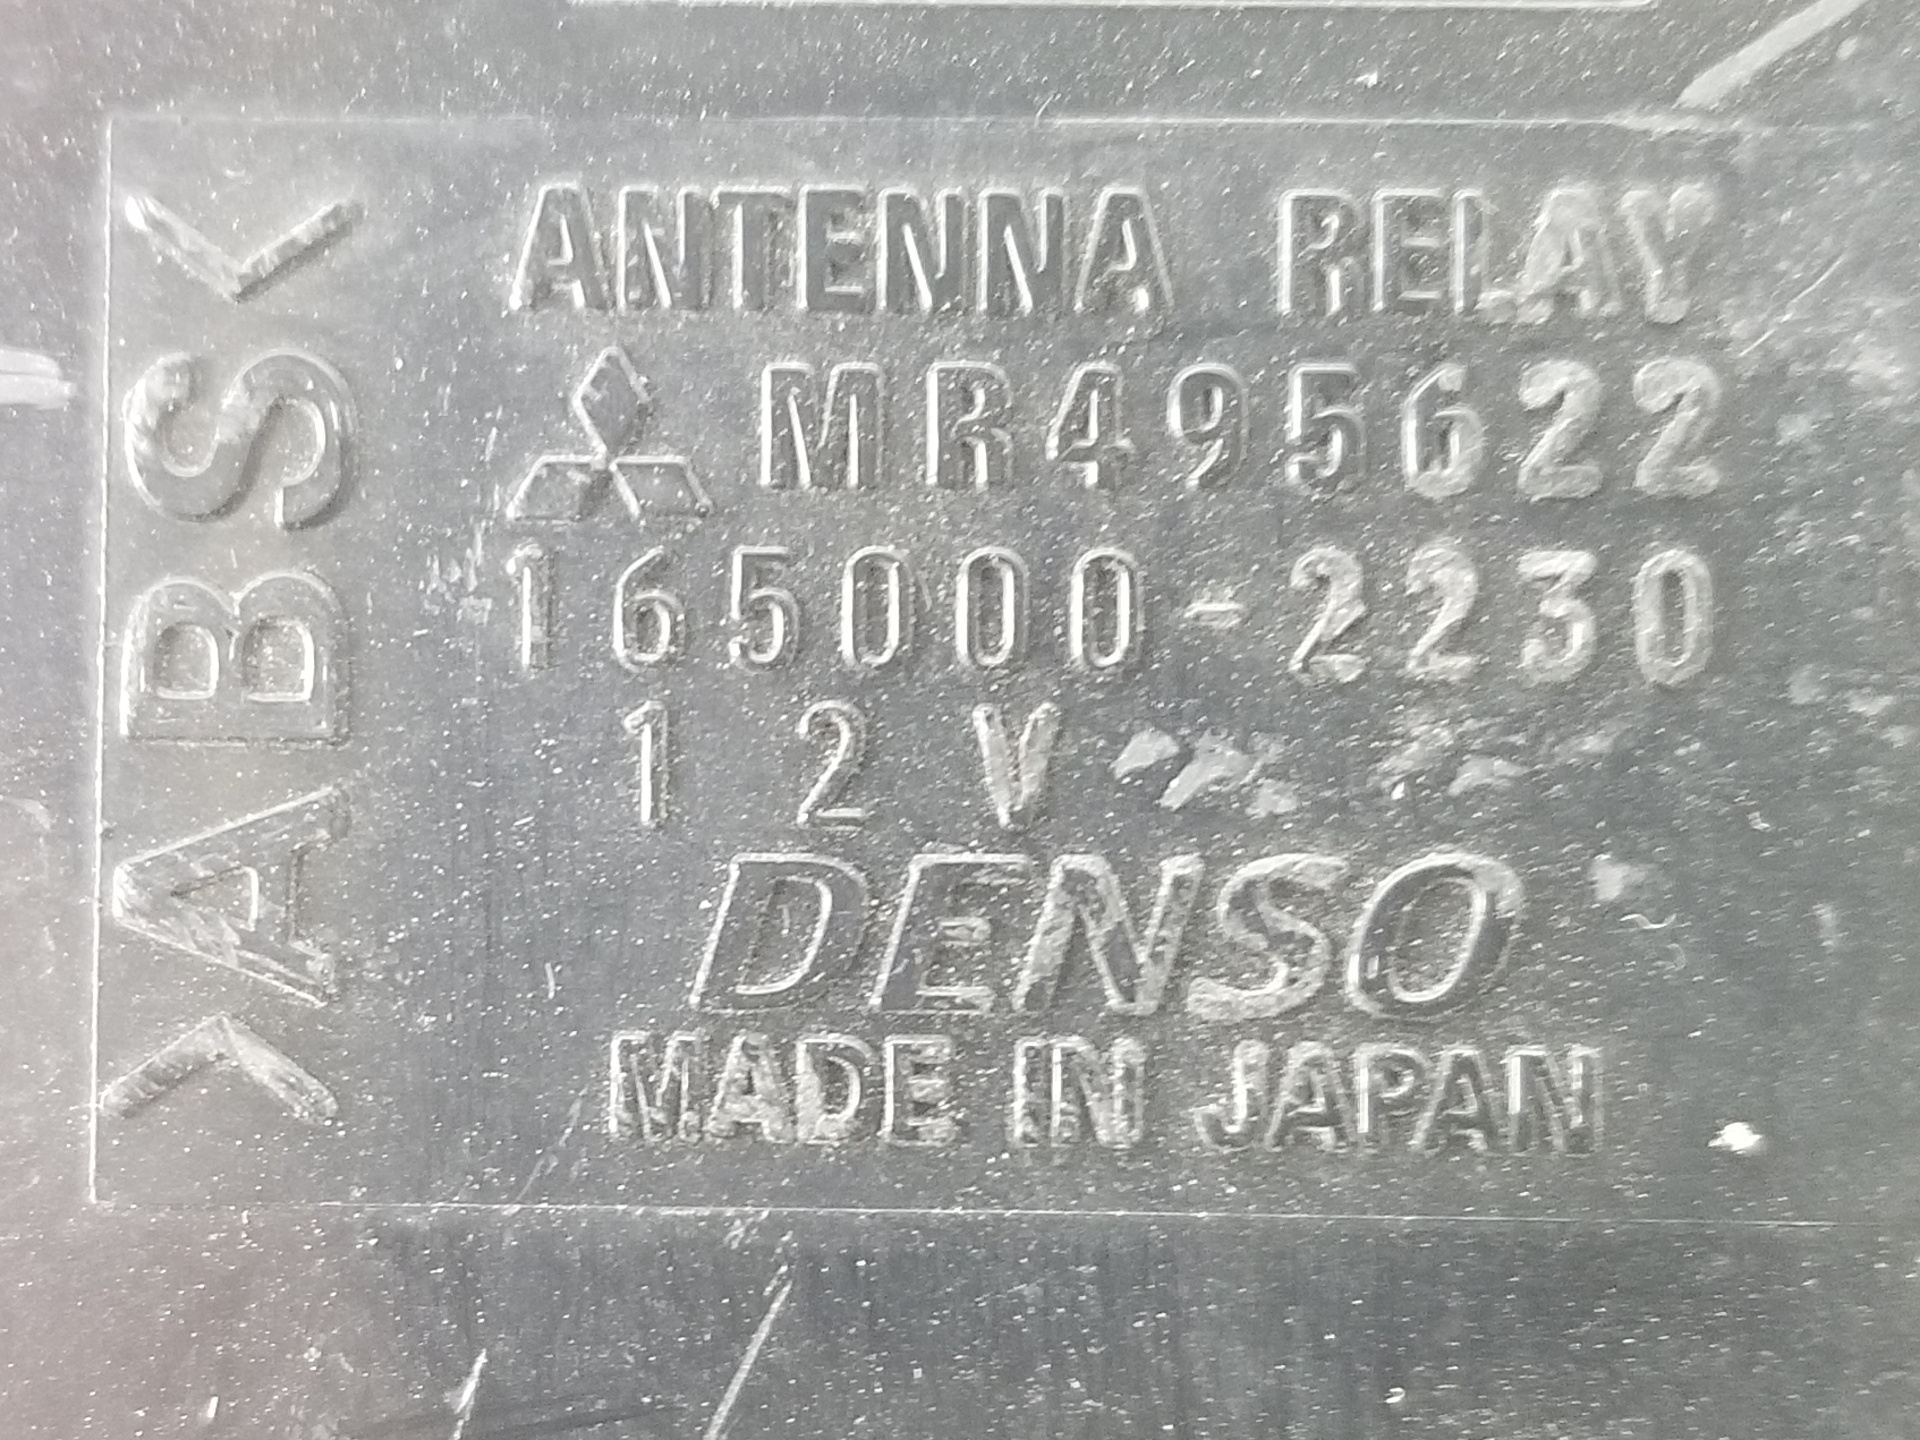 ANTENNA RELAY
MR495622
165000-2230
12V
DENSO
MADE IN JAPAN
>ABS<